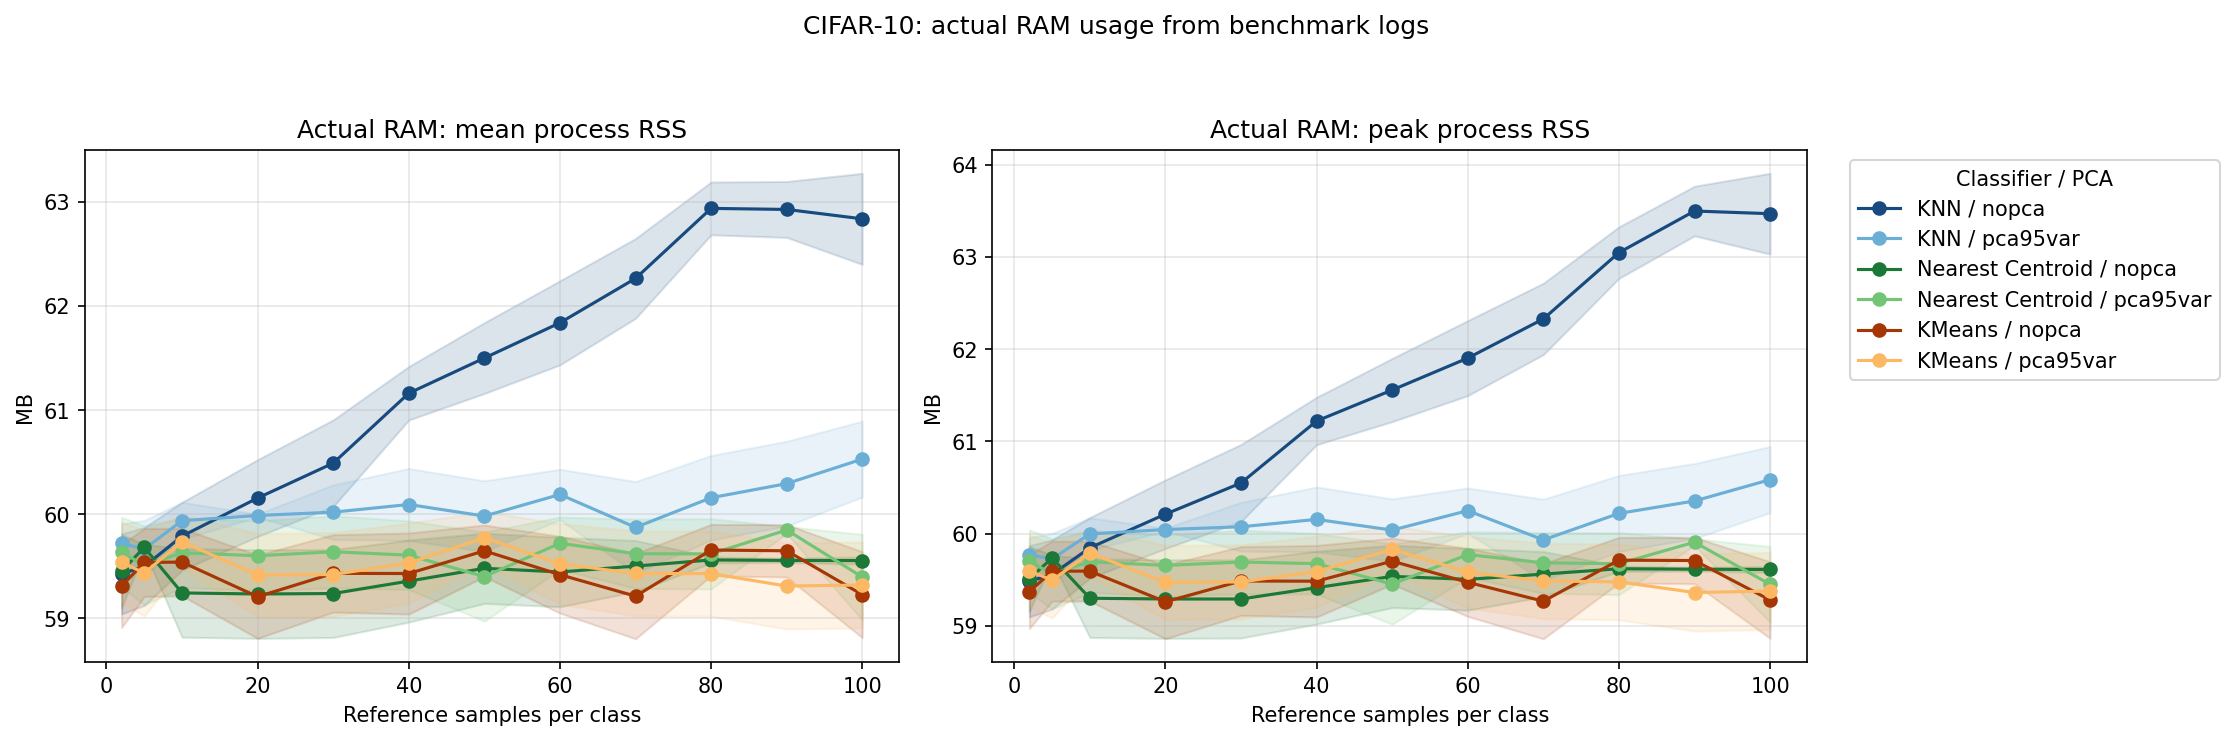 CIFAR-10: actual RAM usage from benchmark logs
Actual RAM: mean process RSS
MB
63
62
61
60
59
0 20 40 60 80 100
Reference samples per class
Actual RAM: peak process RSS
MB
64
63
62
61
60
59
0 20 40 60 80 100
Reference samples per class
Classifier / PCA
KNN / nopca
KNN / pca95var
Nearest Centroid / nopca
Nearest Centroid / pca95var
KMeans / nopca
KMeans / pca95var